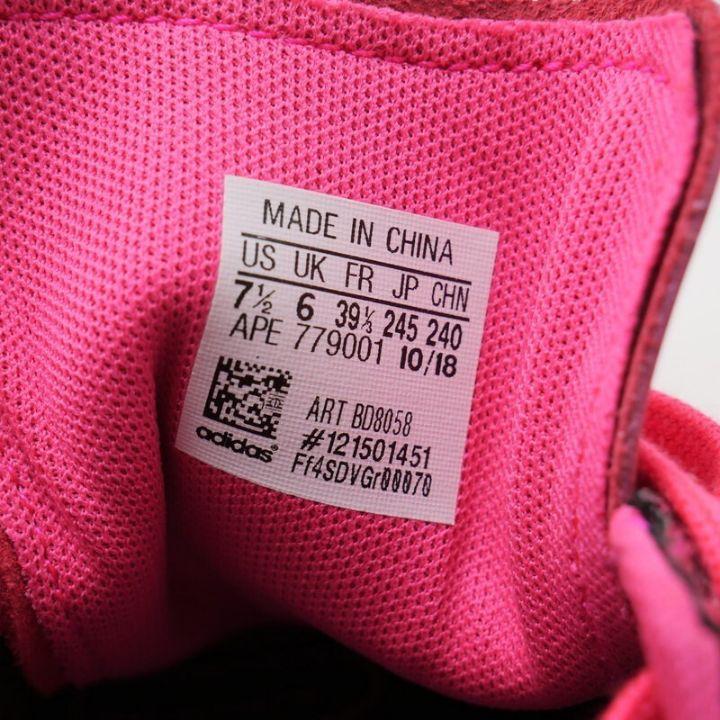 MADE IN CHINA
US UK FR JP CHN
7½ 6 39⅓ 245 240
APE 779001 10/18
ART BD8058
#121501451
Ff4SDVGr00070
adidas